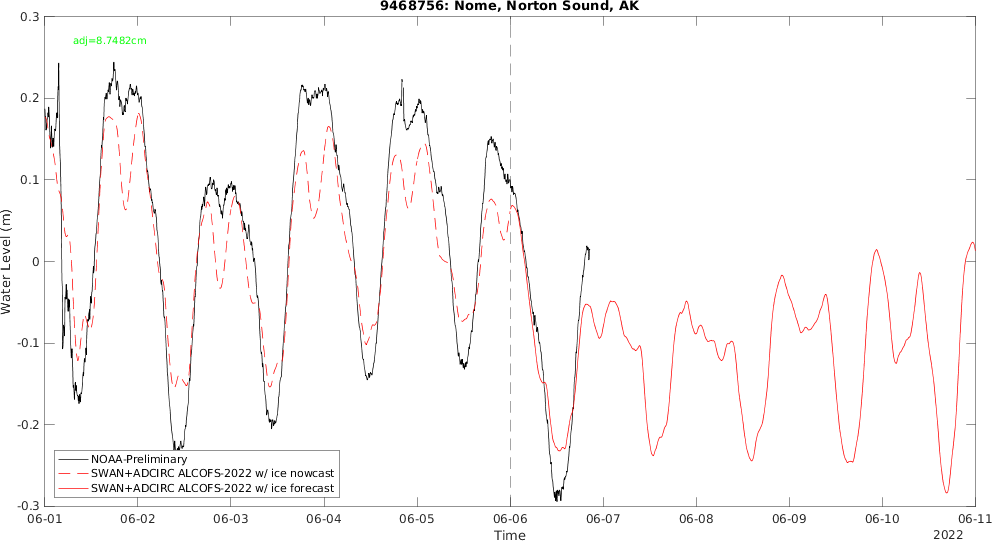 9468756: Nome, Norton Sound, AK
adj=8.7482cm
Water Level (m)
0.3
0.2
0.1
0
-0.1
-0.2
-0.3
NOAA-Preliminary
SWAN+ADCIRC ALCOFS-2022 w/ ice nowcast
SWAN+ADCIRC ALCOFS-2022 w/ ice forecast
06-01 06-02 06-03 06-04 06-05 06-06 06-07 06-08 06-09 06-10 06-11
Time
2022